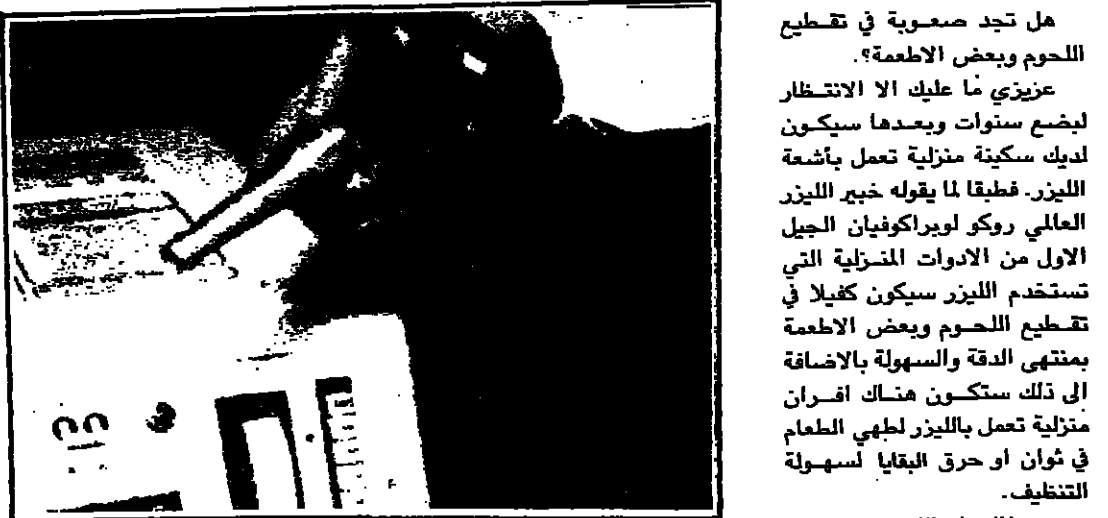 هل تجد صعوبة في تقطيع
اللحوم وبعض الاطعمة؟.
عزيزي ما عليك الا الانتظار
لبضع سنوات وبعدها سيكون
لديك سكينة منزلية تعمل بأشعة
الليزر. فطبقا لما يقوله خبير الليزر
العالمي روكو لوبراكوفيان الجيل
الاول من الادوات المنزلية التي
تستخدم الليزر سيكون كفيلا في
تقطيع اللحوم وبعض الاطعمة
بمنتهى الدقة والسهولة بالاضافة
الى ذلك ستكون هناك افران
منزلية تعمل بالليزر لطهي الطعام
في ثوان أو حرق البقايا لسهولة
التنظيف.